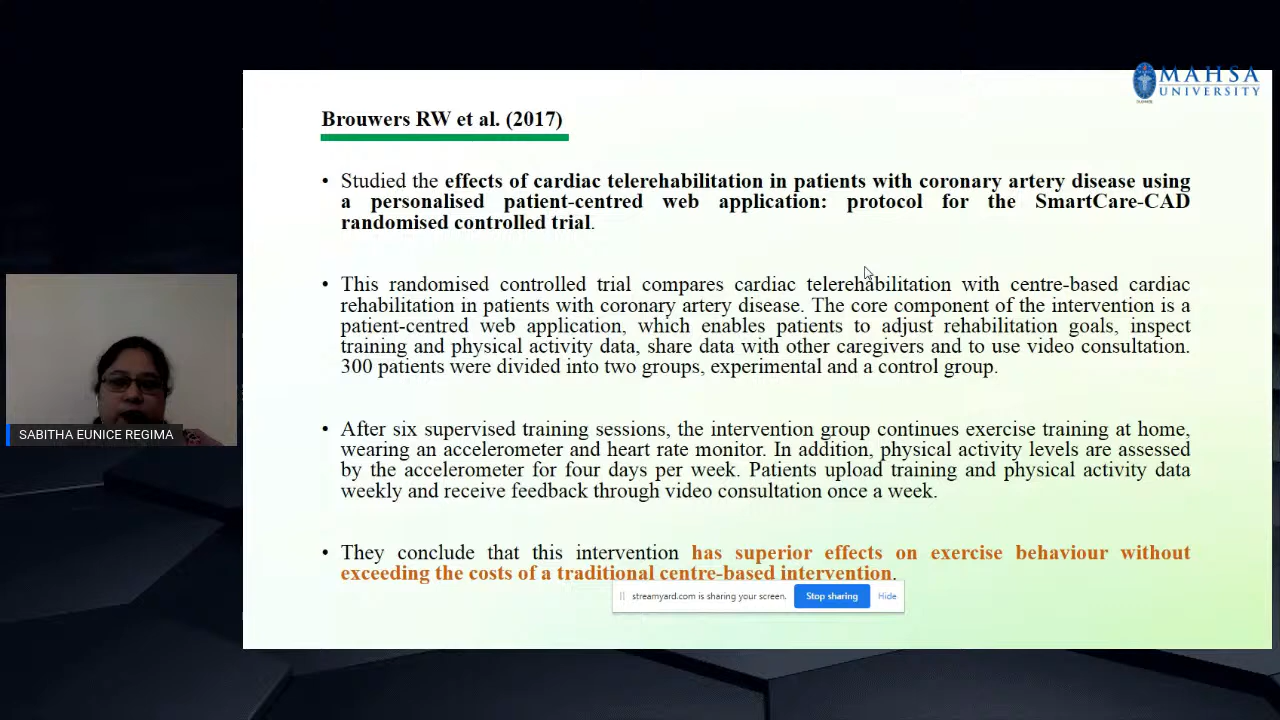 MAHSA
UNIVERSITY
Brouwers RW et al. (2017)
• Studied the effects of cardiac telerehabilitation in patients with coronary artery disease using
a personalised patient-centred web application: protocol for the SmartCare-CAD
randomised controlled trial.
• This randomised controlled trial compares cardiac telerehabilitation with centre-based cardiac
rehabilitation in patients with coronary artery disease. The core component of the intervention is a
patient-centred web application, which enables patients to adjust rehabilitation goals, inspect
training and physical activity data, share data with other caregivers and to use video consultation.
300 patients were divided into two groups, experimental and a control group.
• After six supervised training sessions, the intervention group continues exercise training at home,
wearing an accelerometer and heart rate monitor. In addition, physical activity levels are assessed
by the accelerometer for four days per week. Patients upload training and physical activity data
weekly and receive feedback through video consultation once a week.
• They conclude that this intervention has superior effects on exercise behaviour without
exceeding the costs of a traditional centre-based intervention.
streamyard.com is sharing your screen. Stop sharing Hide
SABITHA EUNICE REGIMA